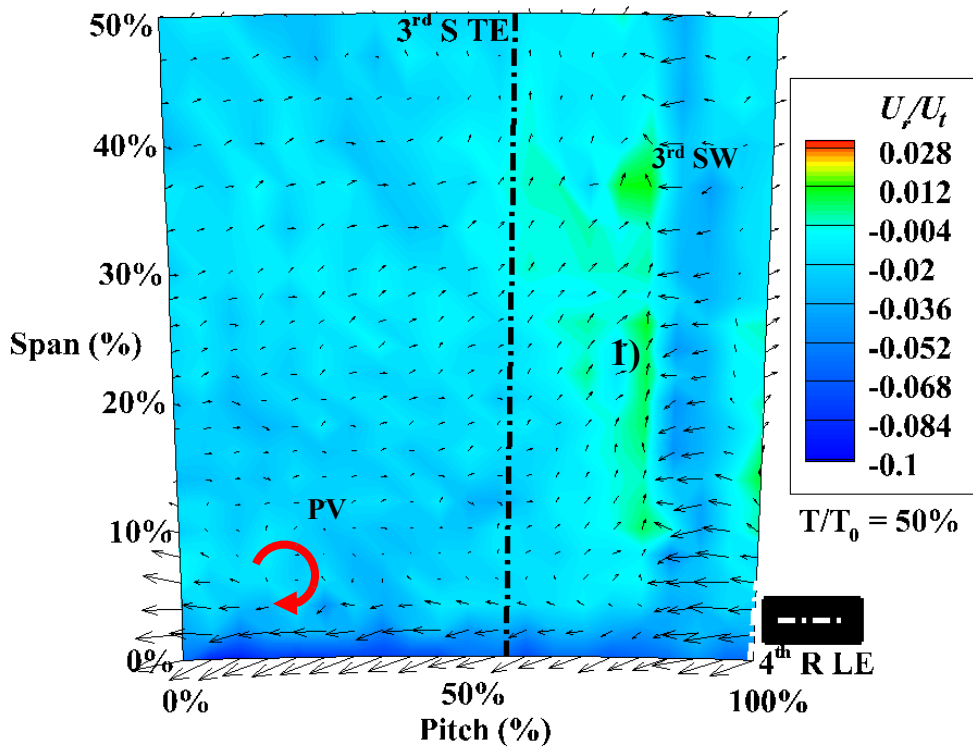 50%
3rd S TE
Ur/Ut
40%
3rd SW
0.028
0.012
-0.004
30%
-0.02
-0.036
Span (%)
1)
-0.052
-0.068
20%
-0.084
-0.1
PV
T/T0 = 50%
10%
0%
4th R LE
0%
50%
100%
Pitch (%)